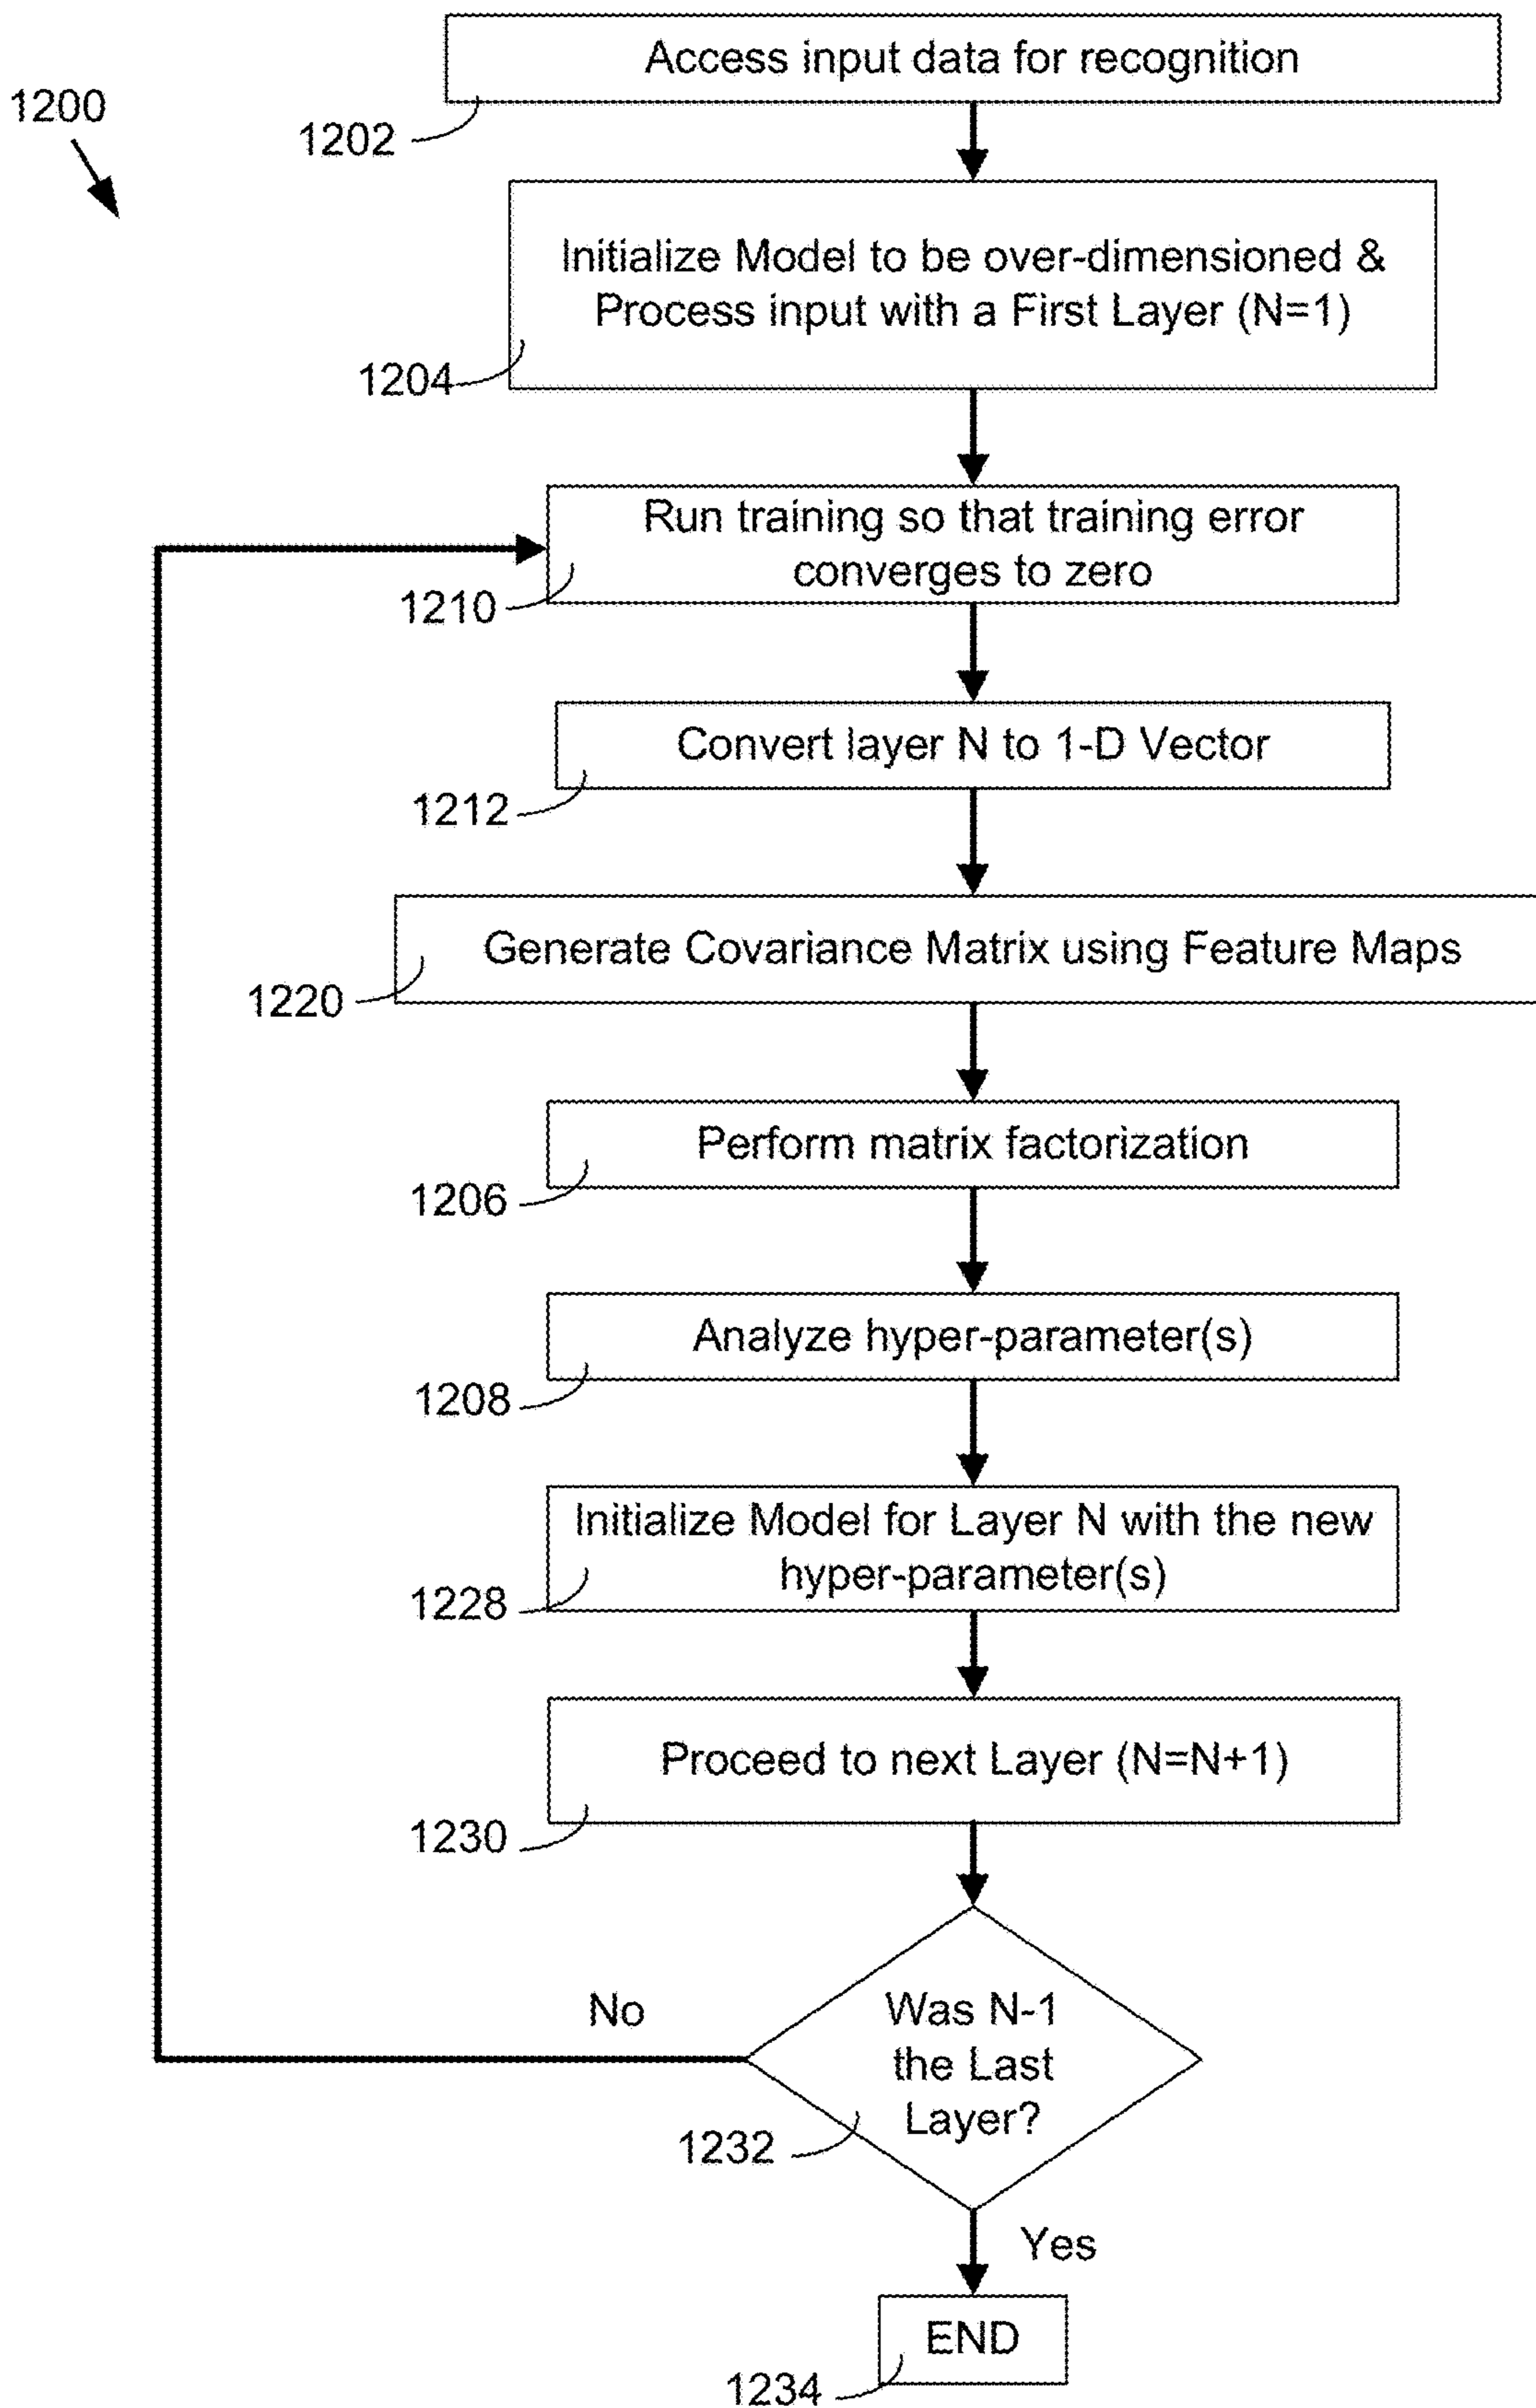 Access input data for recognition
1200
1202
Initialize Model to be over-dimensioned &
Process input with a First Layer (N=1)
1204
Run training so that training error
converges to zero
1210
Convert layer N to 1-D Vector
1212
Generate Covariance Matrix using Feature Maps
1220
Perform matrix factorization
1206
Analyze hyper-parameter(s)
1208
Initialize Model for Layer N with the new
hyper-parameter(s)
1228
Proceed to next Layer (N=N+1)
1230
No
Was N-1
the Last
Layer?
1232
Yes
END
1234